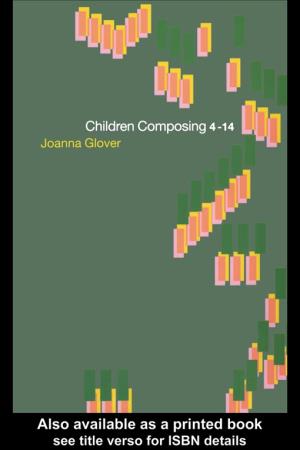 Children Composing 4-14
Joanna Glover
Also available as a printed book
see title verso for ISBN details